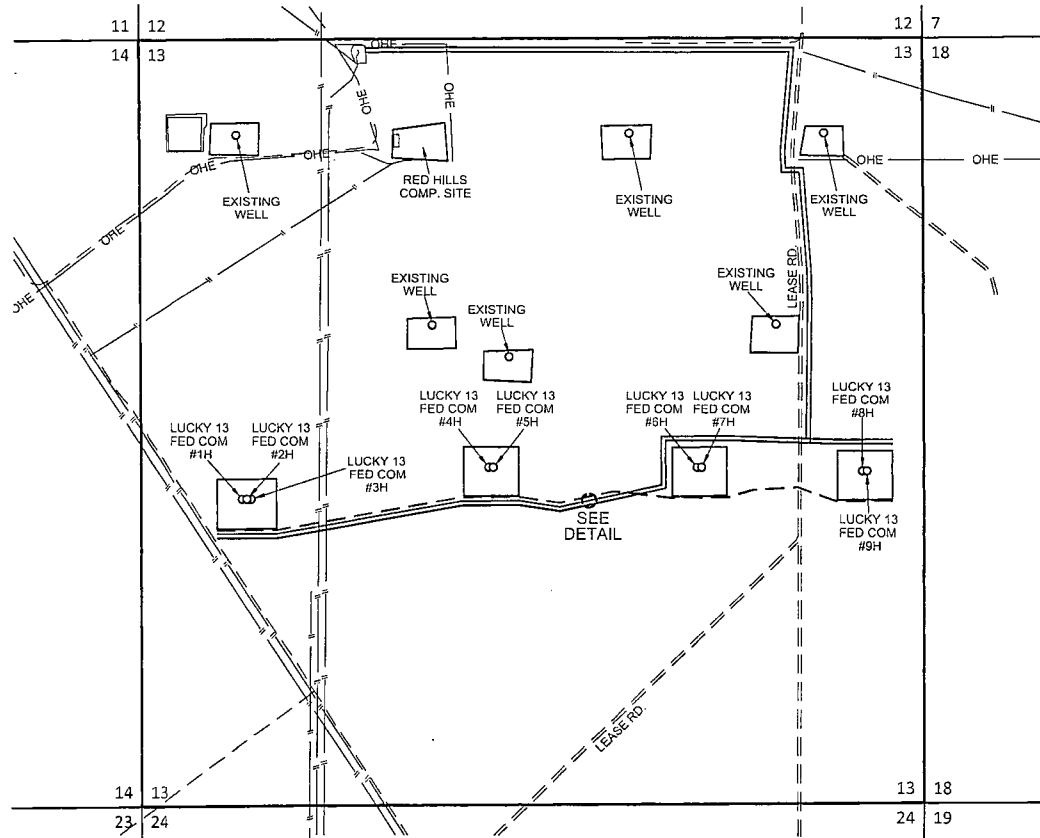 11 12
12 7
14 13
13 18
OHE
OHE
OHE
OHE
OHE
OHE
OHE
OHE
OHE
OHE
EXISTING
WELL
RED HILLS
COMP. SITE
EXISTING
WELL
EXISTING
WELL
LEASE RD.
EXISTING
WELL
EXISTING
WELL
EXISTING
WELL
LUCKY 13
FED COM
#1H
LUCKY 13
FED COM
#2H
LUCKY 13
FED COM
#3H
LUCKY 13
FED COM
#4H
LUCKY 13
FED COM
#5H
LUCKY 13
FED COM
#6H
LUCKY 13
FED COM
#7H
LUCKY 13
FED COM
#8H
LUCKY 13
FED COM
#9H
SEE
DETAIL
LEASE RD.
14 13
13 18
23 24
24 19